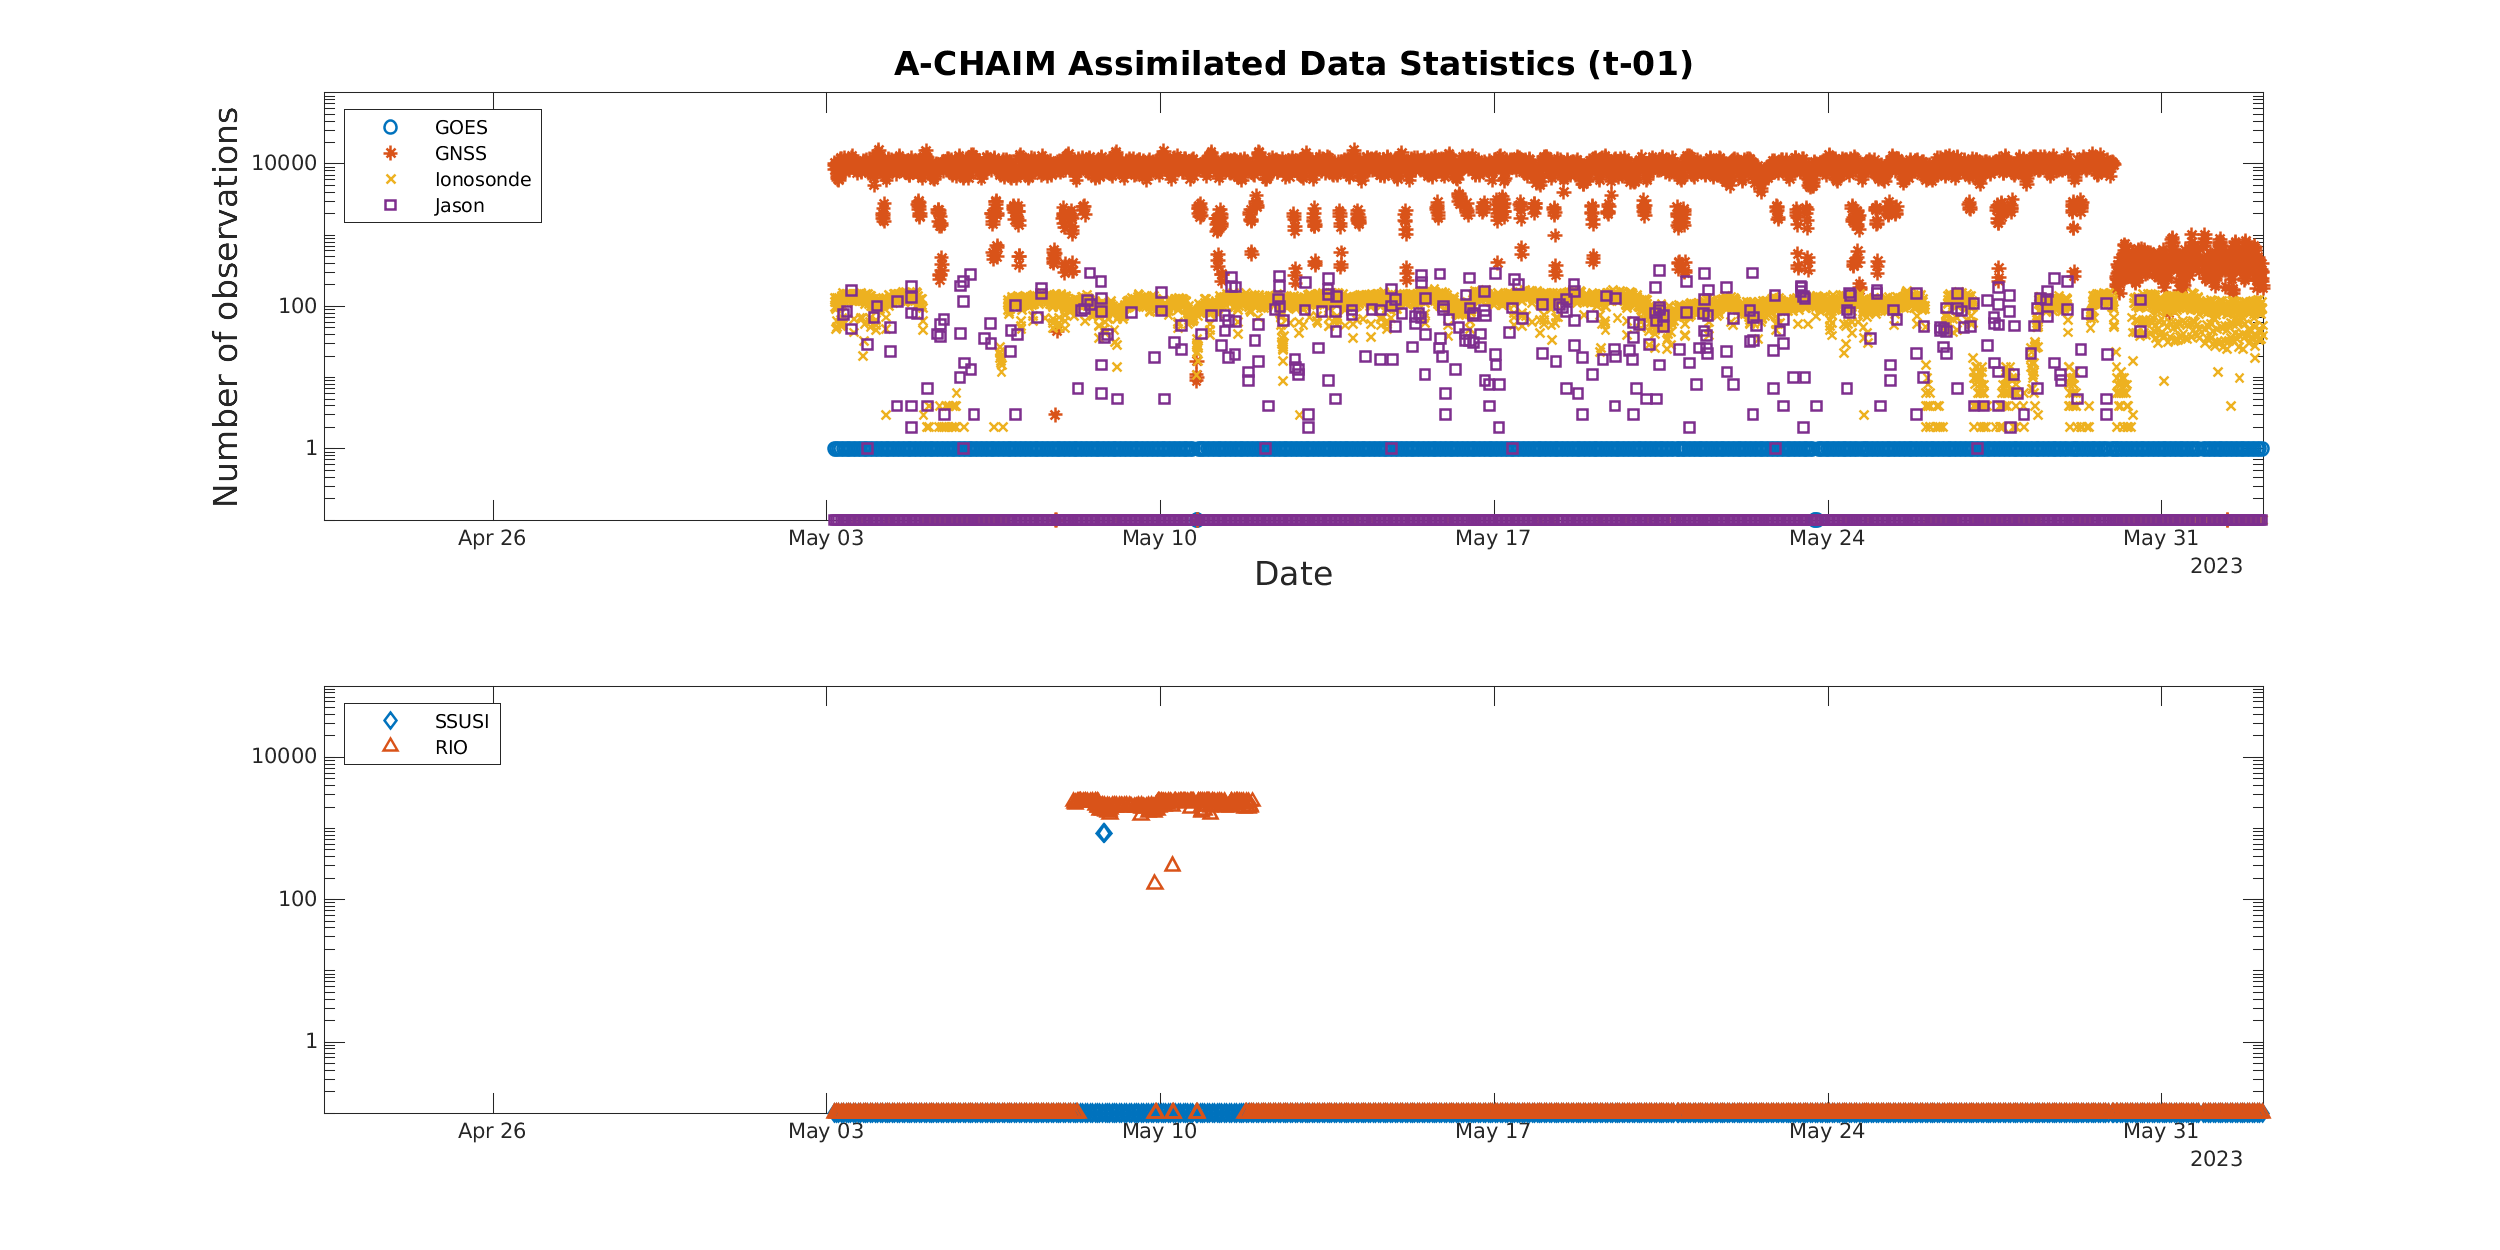 A-CHAIM Assimilated Data Statistics (t-01)
Number of observations
10000
100
1
GOES
GNSS
Ionosonde
Jason
Apr 26
May 03
May 10
May 17
May 24
May 31
2023
Date
10000
100
1
SSUSI
RIO
Apr 26
May 03
May 10
May 17
May 24
May 31
2023